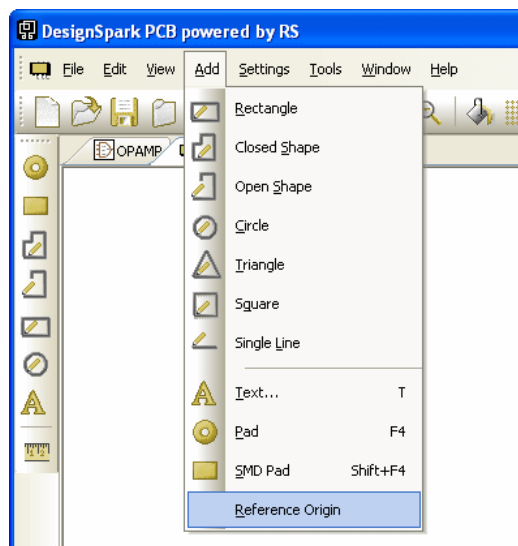 DesignSpark PCB powered by RS
File Edit View Add Settings Tools Window Help
OPAMP
Rectangle
Closed Shape
Open Shape
Circle
Triangle
Square
Single Line
Text... T
Pad F4
SMD Pad Shift+F4
Reference Origin